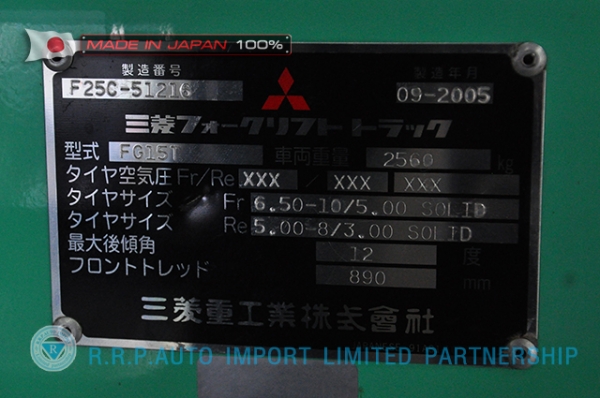 MADE IN JAPAN 100%
製造番号 製造年月
F25C-51216 09-2005
三菱フォークリフトトラック
型式 FG15T 車両重量 2560 kg
タイヤ空気圧 Fr/Re XXX / XXX XXX
タイヤサイズ Fr 6.50-10/5.00 SOLID
タイヤサイズ Re 5.00-8/3.00 SOLID
最大後傾角 12 度
フロントトレッド 890 mm
三菱重工業株式會社
R
R.R.P.AUTO IMPORT LIMITED PARTNERSHIP